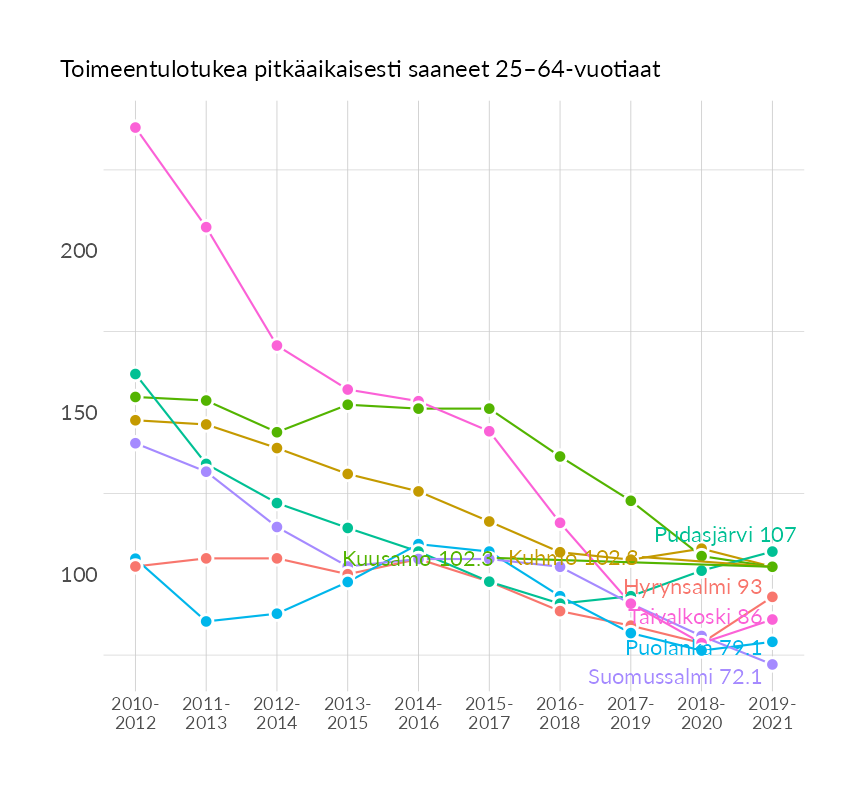 Toimeentulotukea pitkäaikaisesti saaneet 25–64-vuotiaat
200
150
100
Pudasjärvi 107
Kuusamo 102.3
Kuhmo 102.3
Hyrynsalmi 93
Taivalkoski 86
Puolanka 79.1
Suomussalmi 72.1
2010-
2012
2011-
2013
2012-
2014
2013-
2015
2014-
2016
2015-
2017
2016-
2018
2017-
2019
2018-
2020
2019-
2021